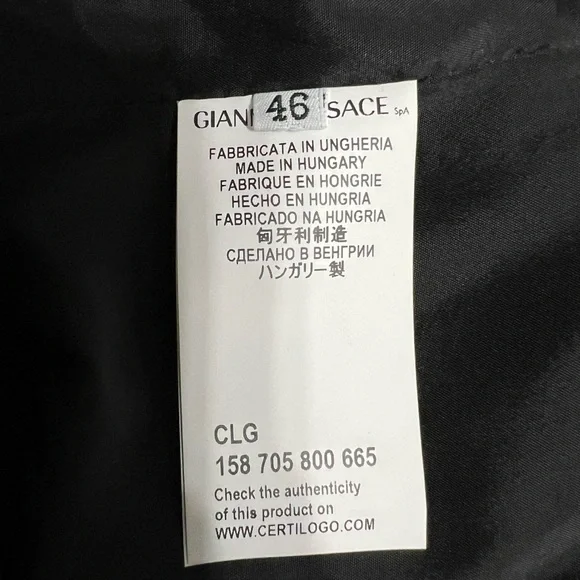 GIAN 46 SACE SpA
FABBRICATA IN UNGHERIA
MADE IN HUNGARY
FABRIQUE EN HONGRIE
HECHO EN HUNGRIA
FABRICADO NA HUNGRIA
匈牙利制造
СДЕЛАНО В ВЕНГРИИ
ハンガリー製
CLG
158 705 800 665
Check the authenticity
of this product on
WWW.CERTILOGO.COM